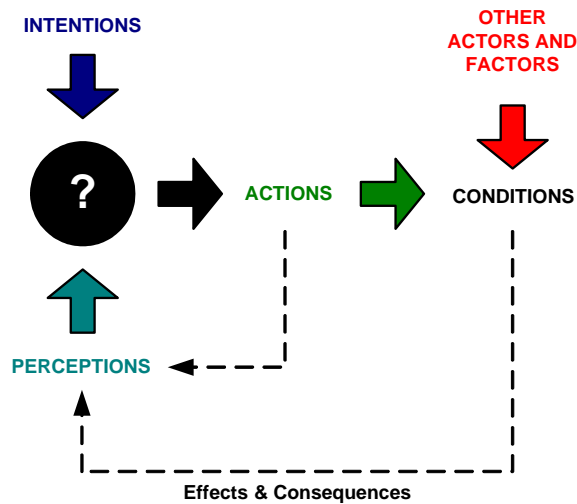 INTENTIONS
OTHER
ACTORS AND
FACTORS
?
ACTIONS
CONDITIONS
PERCEPTIONS
Effects & Consequences